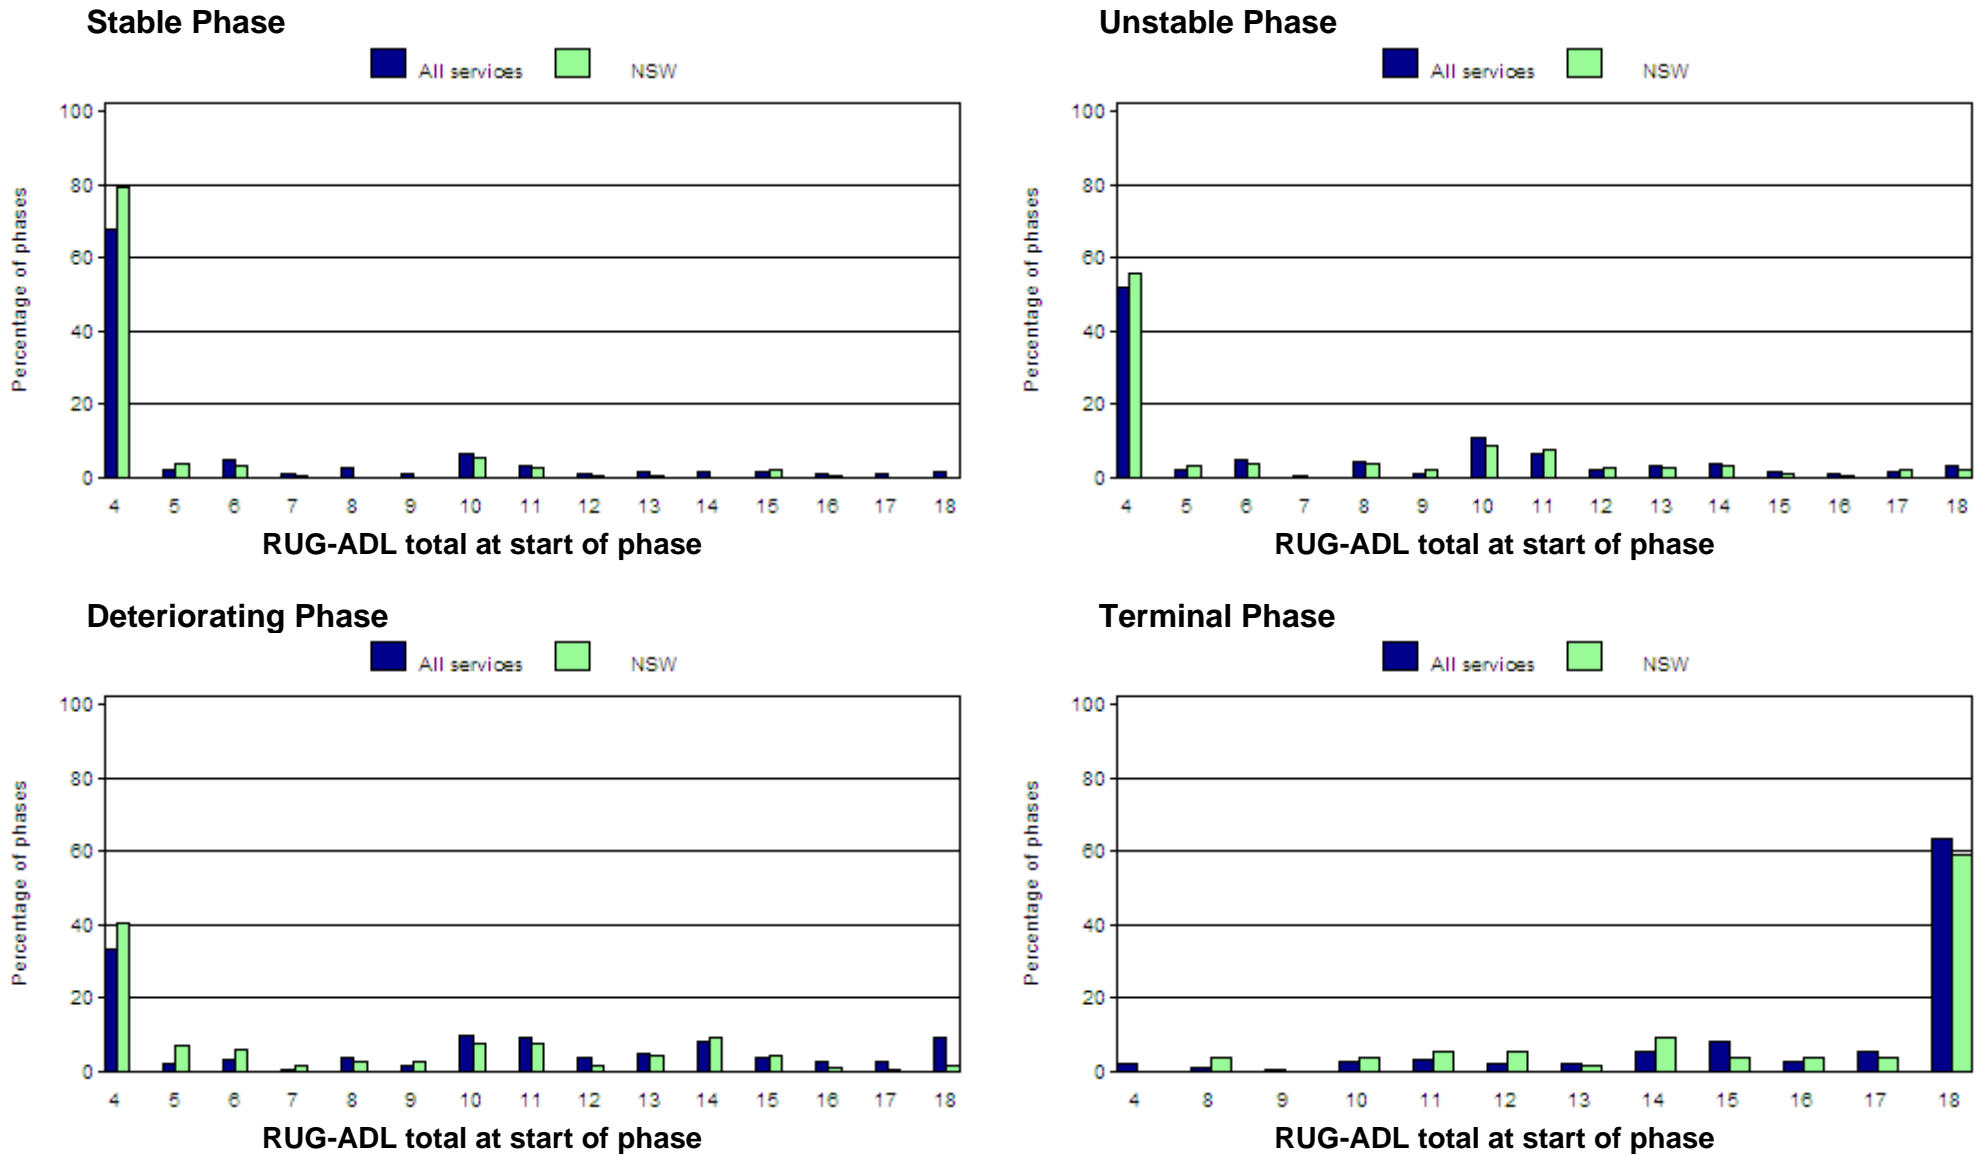 Stable Phase
All services NSW
Percentage of phases
100
80
60
40
20
0
4 5 6 7 8 9 10 11 12 13 14 15 16 17 18
RUG-ADL total at start of phase
Unstable Phase
All services NSW
Percentage of phases
100
80
60
40
20
0
4 5 6 7 8 9 10 11 12 13 14 15 16 17 18
RUG-ADL total at start of phase
Deteriorating Phase
All services NSW
Percentage of phases
100
80
60
40
20
0
4 5 6 7 8 9 10 11 12 13 14 15 16 17 18
RUG-ADL total at start of phase
Terminal Phase
All services NSW
Percentage of phases
100
80
60
40
20
0
4 8 9 10 11 12 13 14 15 16 17 18
RUG-ADL total at start of phase